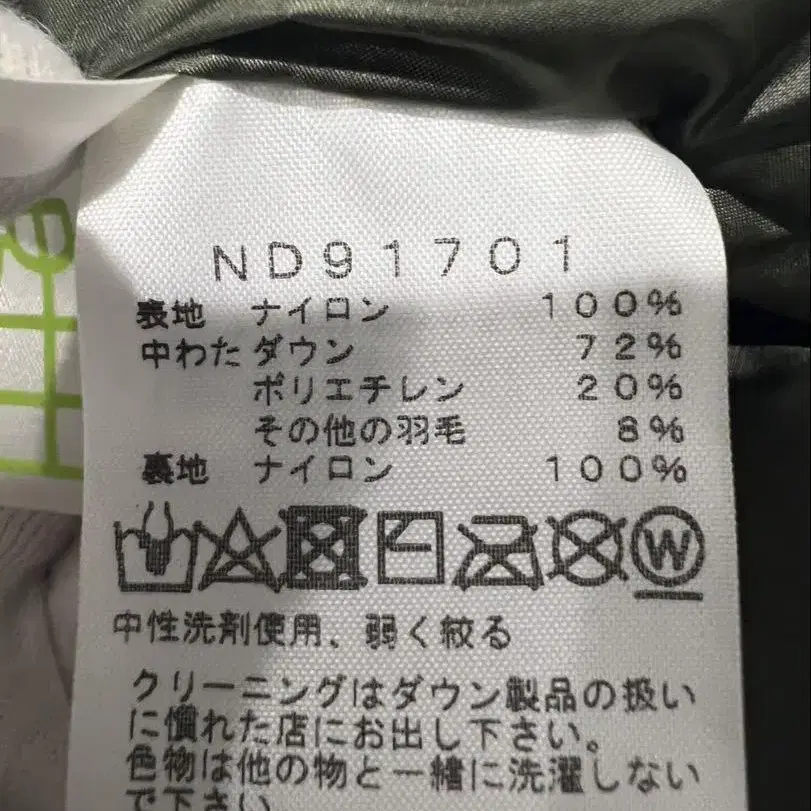 ND91701
表地 ナイロン 100%
中わた ダウン 72%
ポリエチレン 20%
その他の羽毛 8%
裏地 ナイロン 100%
W
中性洗剤使用、弱く絞る
クリーニングはダウン製品の扱い
に慣れた店にお出し下さい。
色物は他の物と一緒に洗濯しない
で下さい